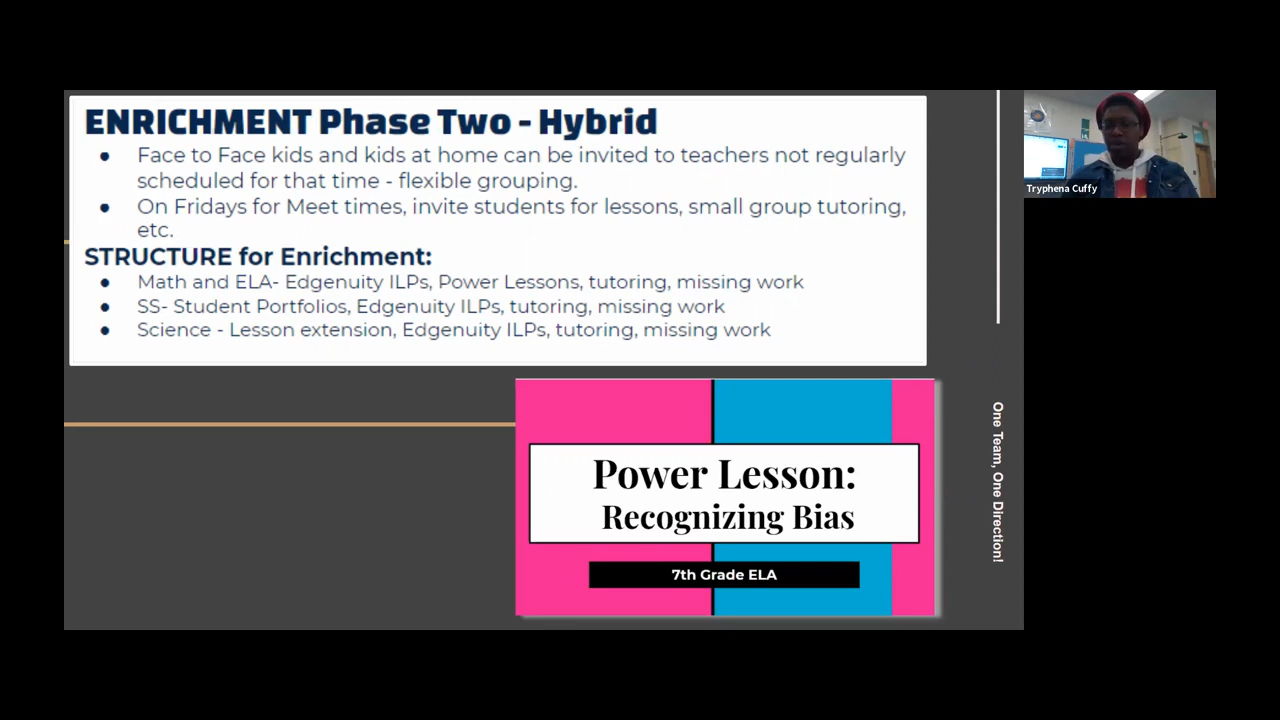 ENRICHMENT Phase Two - Hybrid
● Face to Face kids and kids at home can be invited to teachers not regularly
scheduled for that time - flexible grouping.
● On Fridays for Meet times, invite students for lessons, small group tutoring,
etc.
STRUCTURE for Enrichment:
● Math and ELA- Edgenuity ILPs, Power Lessons, tutoring, missing work
● SS- Student Portfolios, Edgenuity ILPs, tutoring, missing work
● Science - Lesson extension, Edgenuity ILPs, tutoring, missing work
Power Lesson:
Recognizing Bias
7th Grade ELA
One Team, One Direction!
Tryphena Cuffy